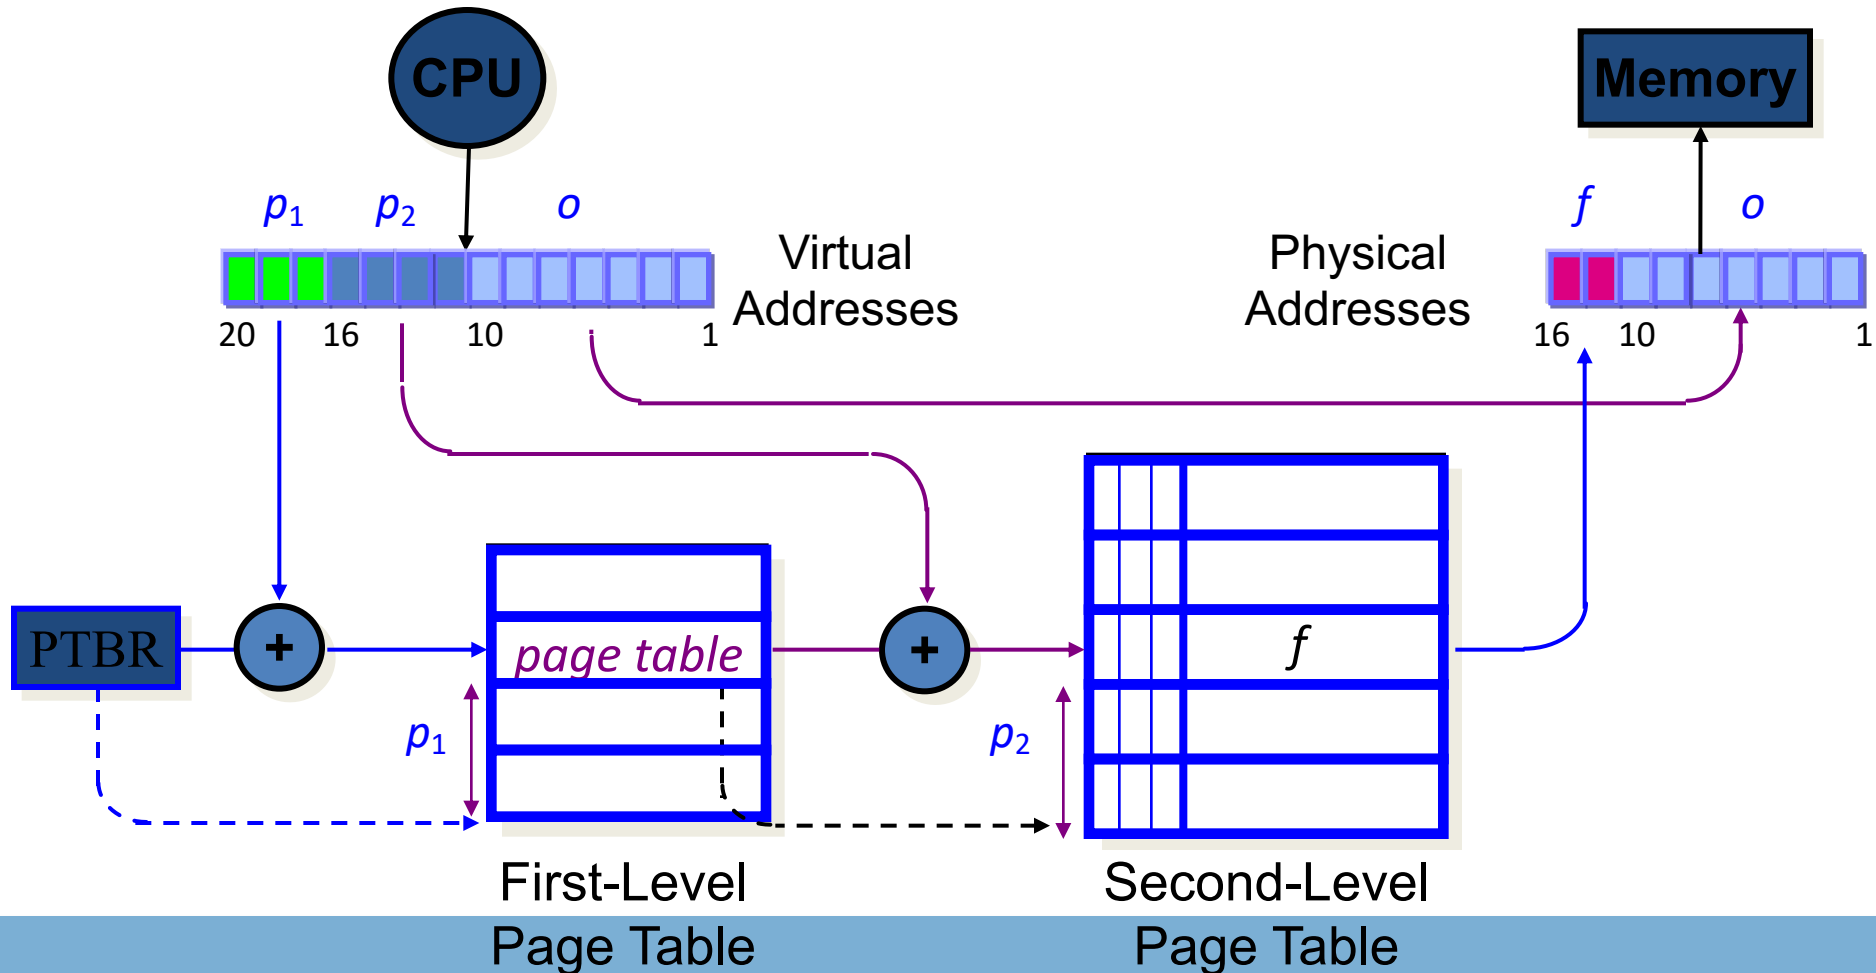 CPU
Memory
p1 p2 o
f o
Virtual
Addresses
Physical
Addresses
20 16 10 1
16 10 1
PTBR
+
page table
+
f
p1
p2
First-Level
Page Table
Second-Level
Page Table